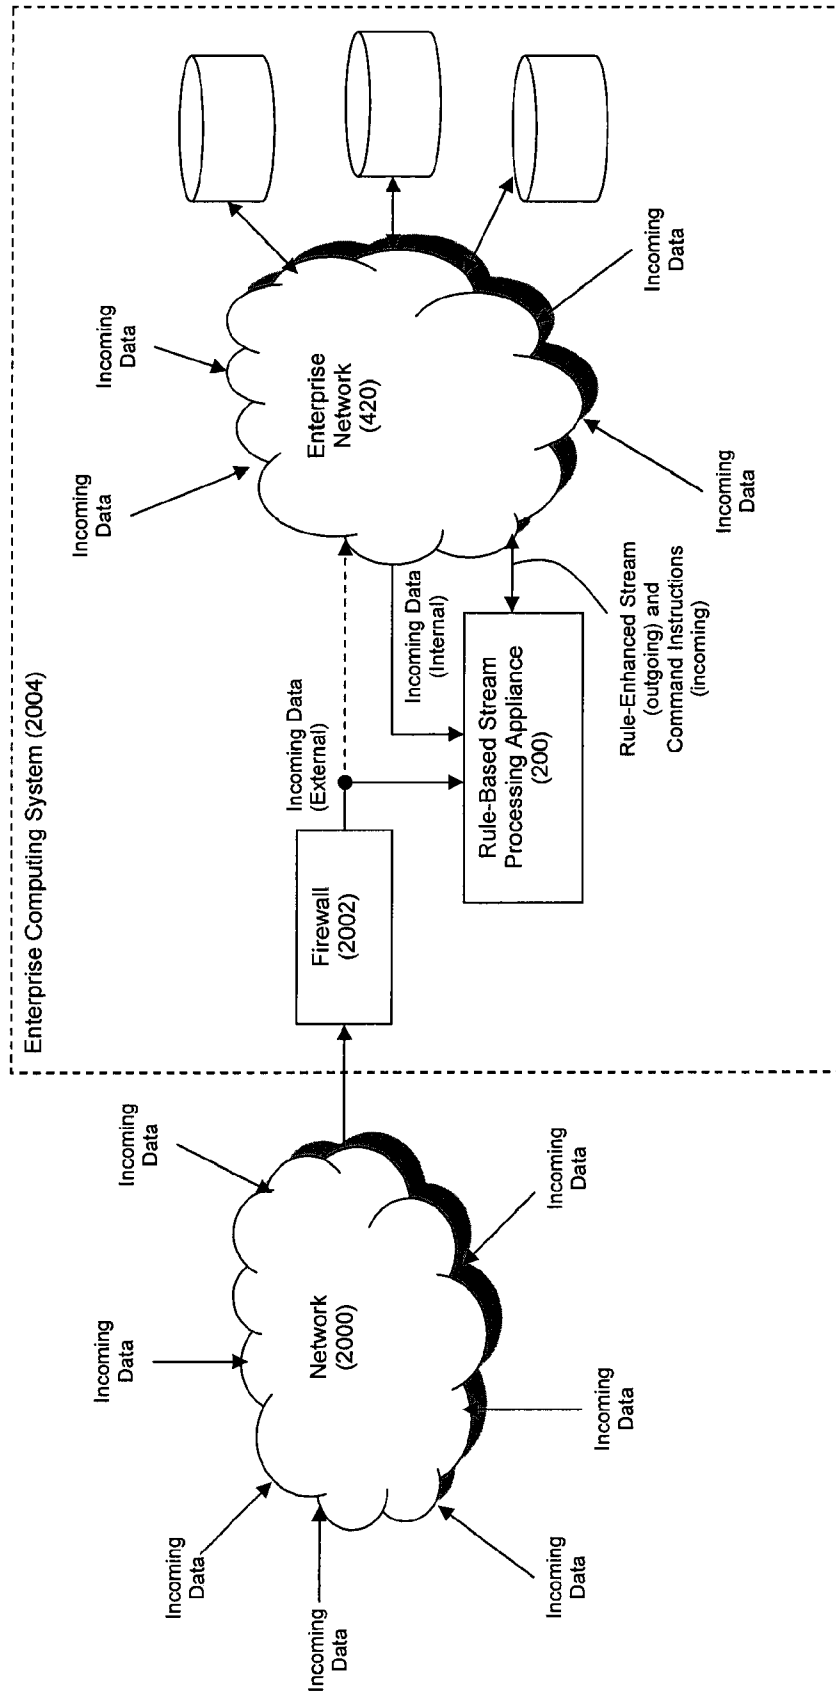 Enterprise Computing System (2004)
Incoming
Data
Incoming
Data
Incoming
Data
Incoming
Data
Incoming
Data
Incoming
Data
Incoming
Data
Network
(2000)
Firewall
(2002)
Incoming Data
(External)
Incoming Data
(Internal)
Rule-Based Stream
Processing Appliance
(200)
Rule-Enhanced Stream
(outgoing) and
Command Instructions
(incoming)
Enterprise
Network
(420)
Incoming
Data
Incoming
Data
Incoming
Data
Incoming
Data